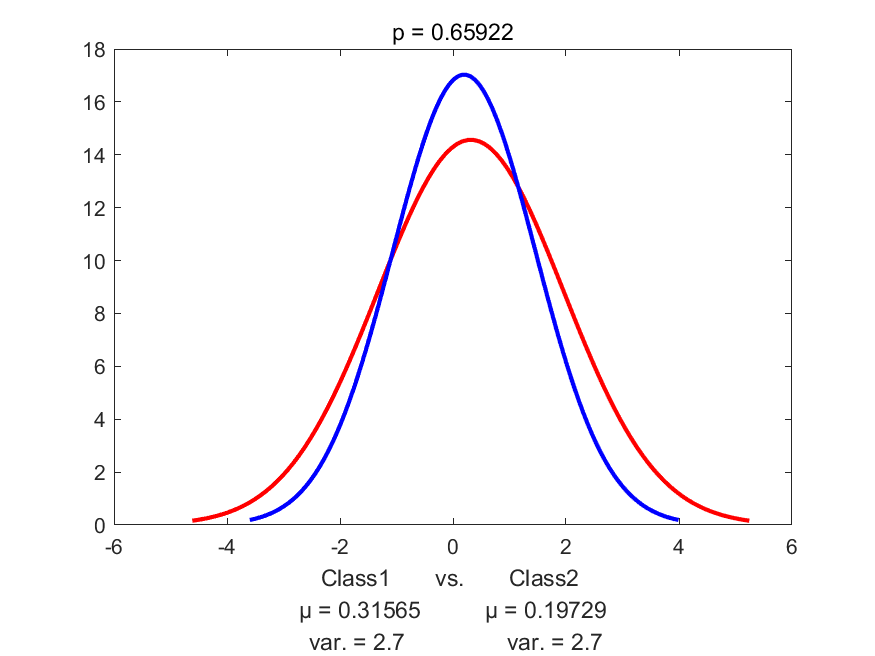 p = 0.65922
18
16
14
12
10
8
6
4
2
0
-6 -4 -2 0 2 4 6
Class1 vs. Class2
μ = 0.31565 μ = 0.19729
var. = 2.7 var. = 2.7